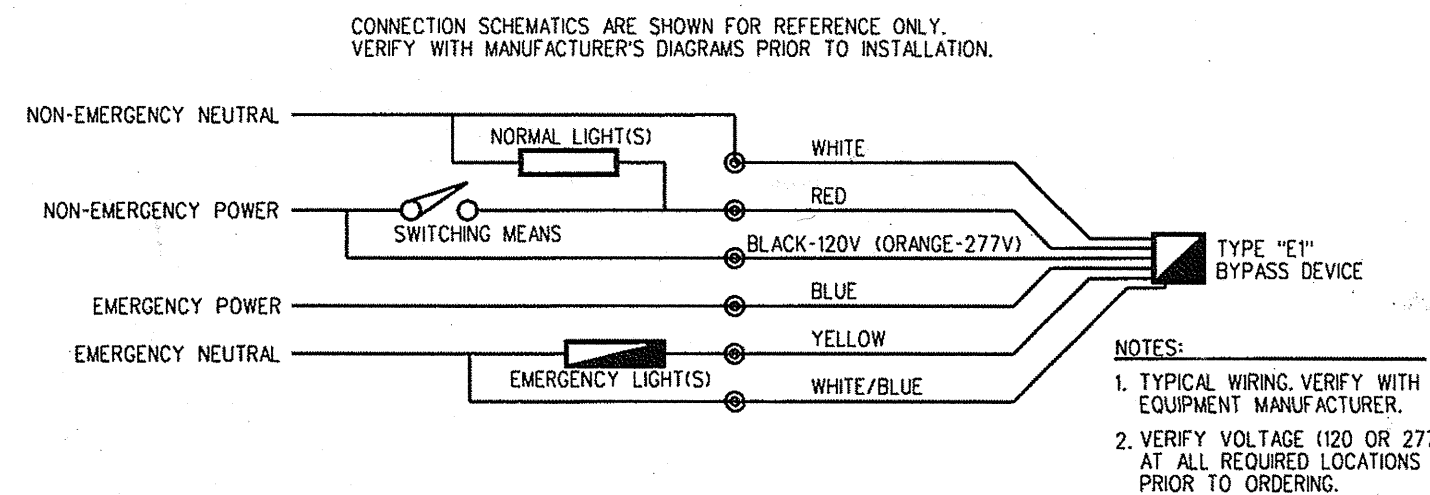 CONNECTION SCHEMATICS ARE SHOWN FOR REFERENCE ONLY.
VERIFY WITH MANUFACTURER'S DIAGRAMS PRIOR TO INSTALLATION.
NON-EMERGENCY NEUTRAL
NORMAL LIGHT(S)
WHITE
NON-EMERGENCY POWER
SWITCHING MEANS
RED
BLACK-120V (ORANGE-277V)
TYPE "E1"
BYPASS DEVICE
EMERGENCY POWER
BLUE
EMERGENCY NEUTRAL
EMERGENCY LIGHT(S)
YELLOW
WHITE/BLUE
NOTES:
1. TYPICAL WIRING. VERIFY WITH
EQUIPMENT MANUFACTURER.
2. VERIFY VOLTAGE (120 OR 277
AT ALL REQUIRED LOCATIONS
PRIOR TO ORDERING.